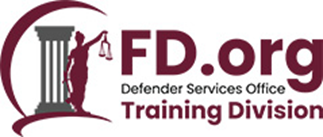 FD.org
Defender Services Office
Training Division